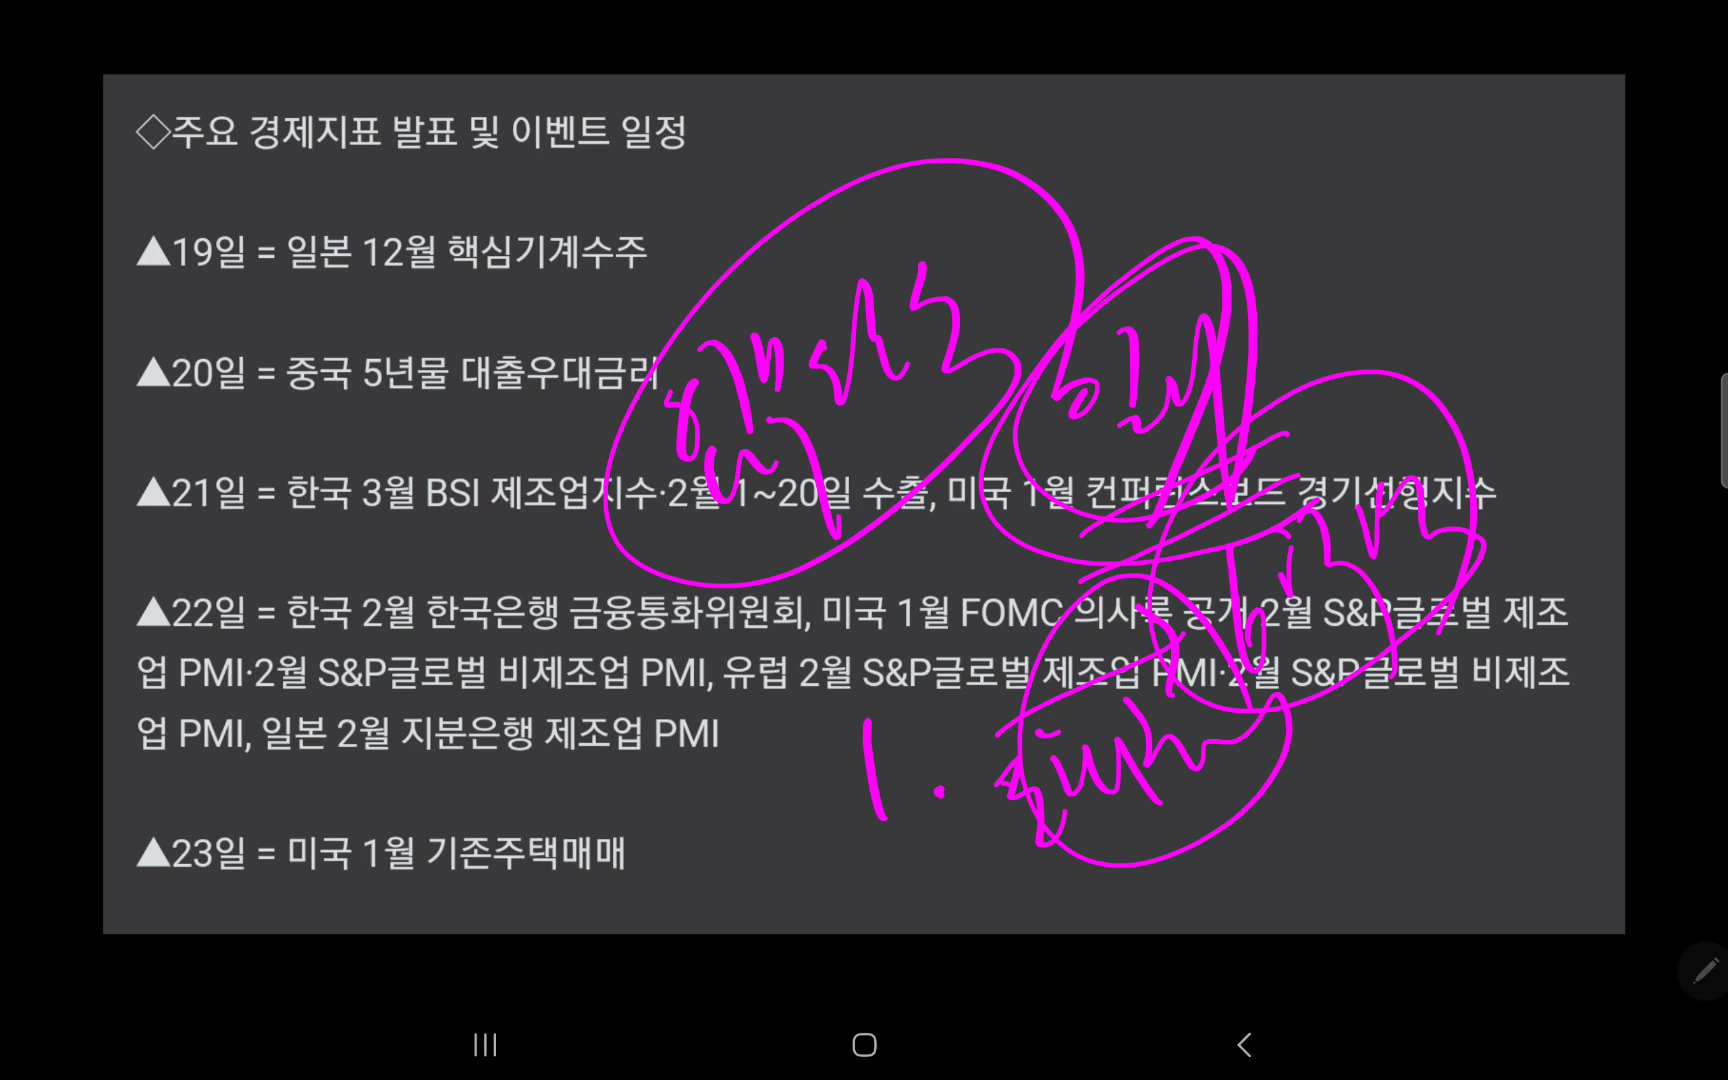 ◇주요 경제지표 발표 및 이벤트 일정
▲19일 = 일본 12월 핵심기계수주
▲20일 = 중국 5년물 대출우대금리
▲21일 = 한국 3월 BSI 제조업지수·2월 1~20일 수출, 미국 1월 컨퍼런스보드 경기선행지수
▲22일 = 한국 2월 한국은행 금융통화위원회, 미국 1월 FOMC 의사록 공개 2월 S&P글로벌 제조
업 PMI·2월 S&P글로벌 비제조업 PMI, 유럽 2월 S&P글로벌 제조업 PMI·2월 S&P글로벌 비제조
업 PMI, 일본 2월 지분은행 제조업 PMI
1.
▲23일 = 미국 1월 기존주택매매